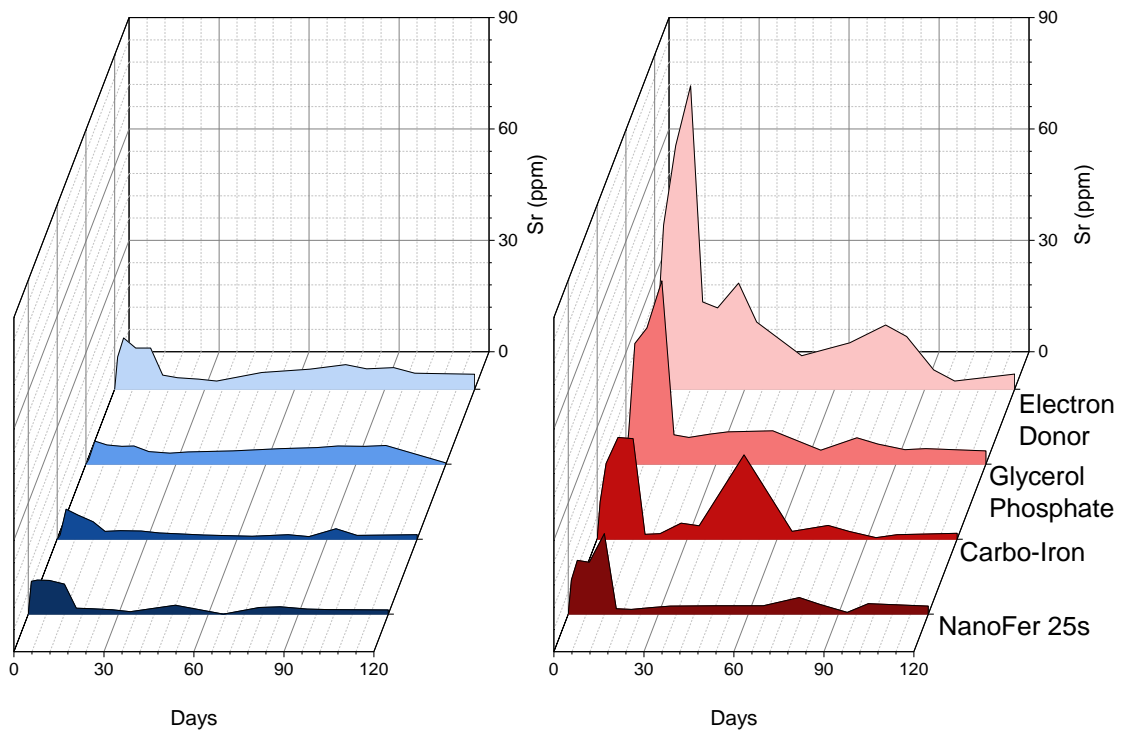 90
60
30
0
Sr (ppm)
0
30
60
90
120
Days
90
60
30
0
Sr (ppm)
Electron
Donor
Glycerol
Phosphate
Carbo-Iron
NanoFer 25s
0
30
60
90
120
Days